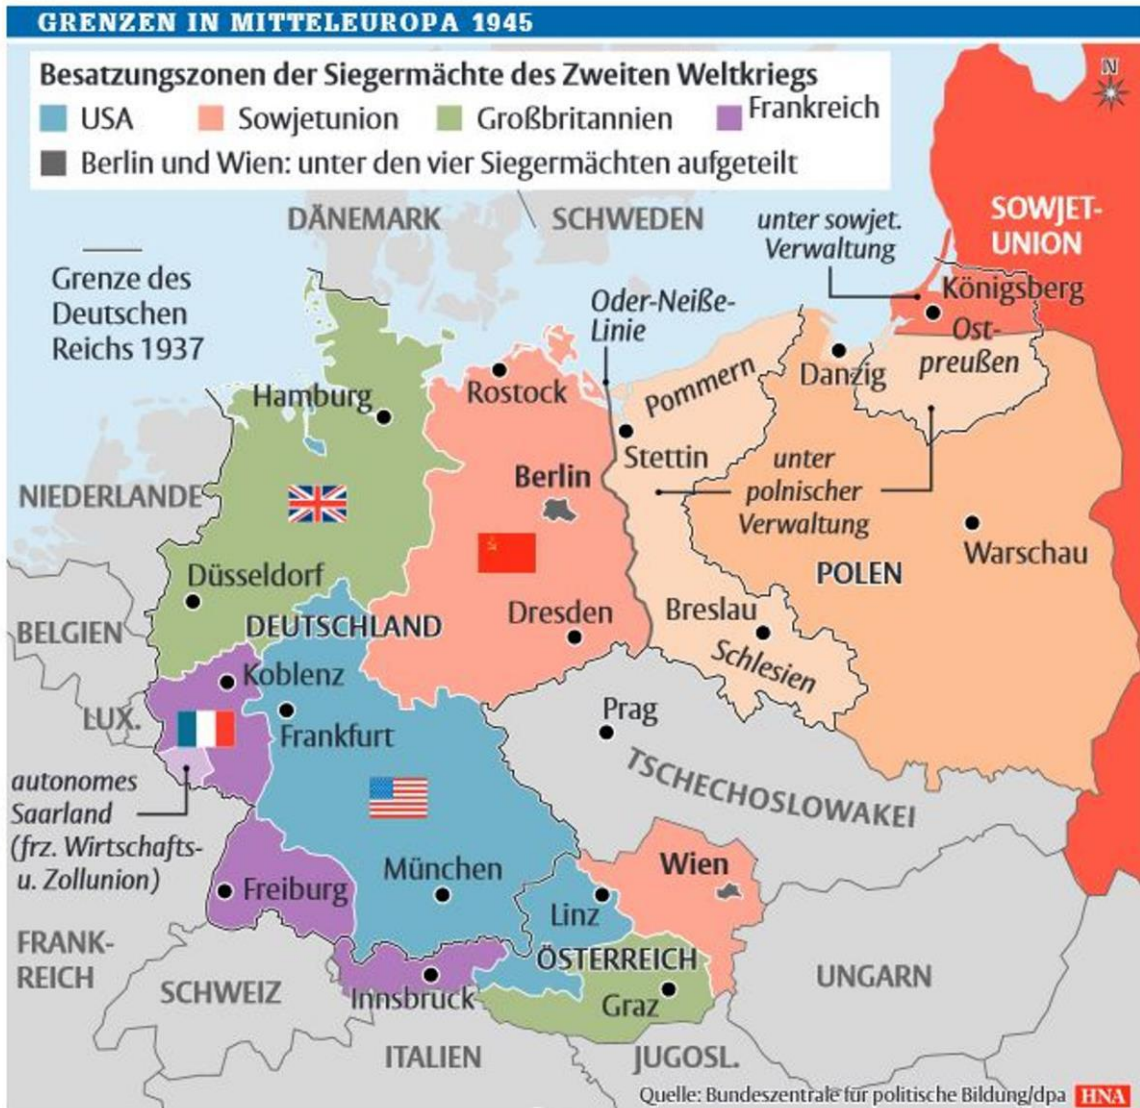 GRENZEN IN MITTELEUROPA 1945
Besatzungszonen der Siegermächte des Zweiten Weltkriegs
USA Sowjetunion Großbritannien Frankreich
Berlin und Wien: unter den vier Siegermächten aufgeteilt
N
DÄNEMARK
SCHWEDEN
unter sowjet.
Verwaltung
SOWJET-
UNION
Grenze des
Deutschen
Reichs 1937
Oder-Neiße-
Linie
Königsberg
Ost-
preußen
Danzig
Pommern
Rostock
Hamburg
Stettin
Berlin
unter
polnischer
Verwaltung
NIEDERLANDE
Warschau
POLEN
Düsseldorf
DEUTSCHLAND
Dresden
Breslau
Schlesien
BELGIEN
Koblenz
LUX.
Frankfurt
Prag
TSCHECHOSLOWAKEI
autonomes
Saarland
(frz. Wirtschafts-
u. Zollunion)
München
Freiburg
Linz
Wien
FRANK-
REICH
SCHWEIZ
Innsbruck
ÖSTERREICH
Graz
UNGARN
ITALIEN
JUGOSL.
Quelle: Bundeszentrale für politische Bildung/dpa HNA